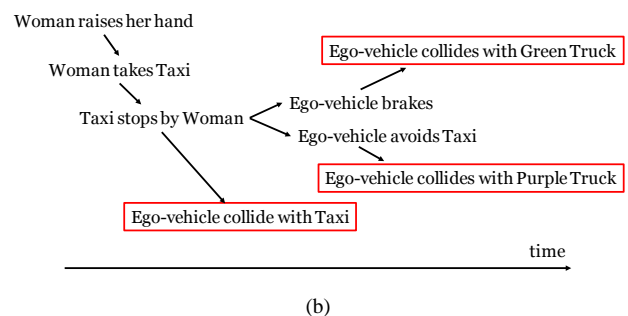 Woman raises her hand
Ego-vehicle collides with Green Truck
Woman takes Taxi
Ego-vehicle brakes
Taxi stops by Woman
Ego-vehicle avoids Taxi
Ego-vehicle collides with Purple Truck
Ego-vehicle collide with Taxi
time
(b)